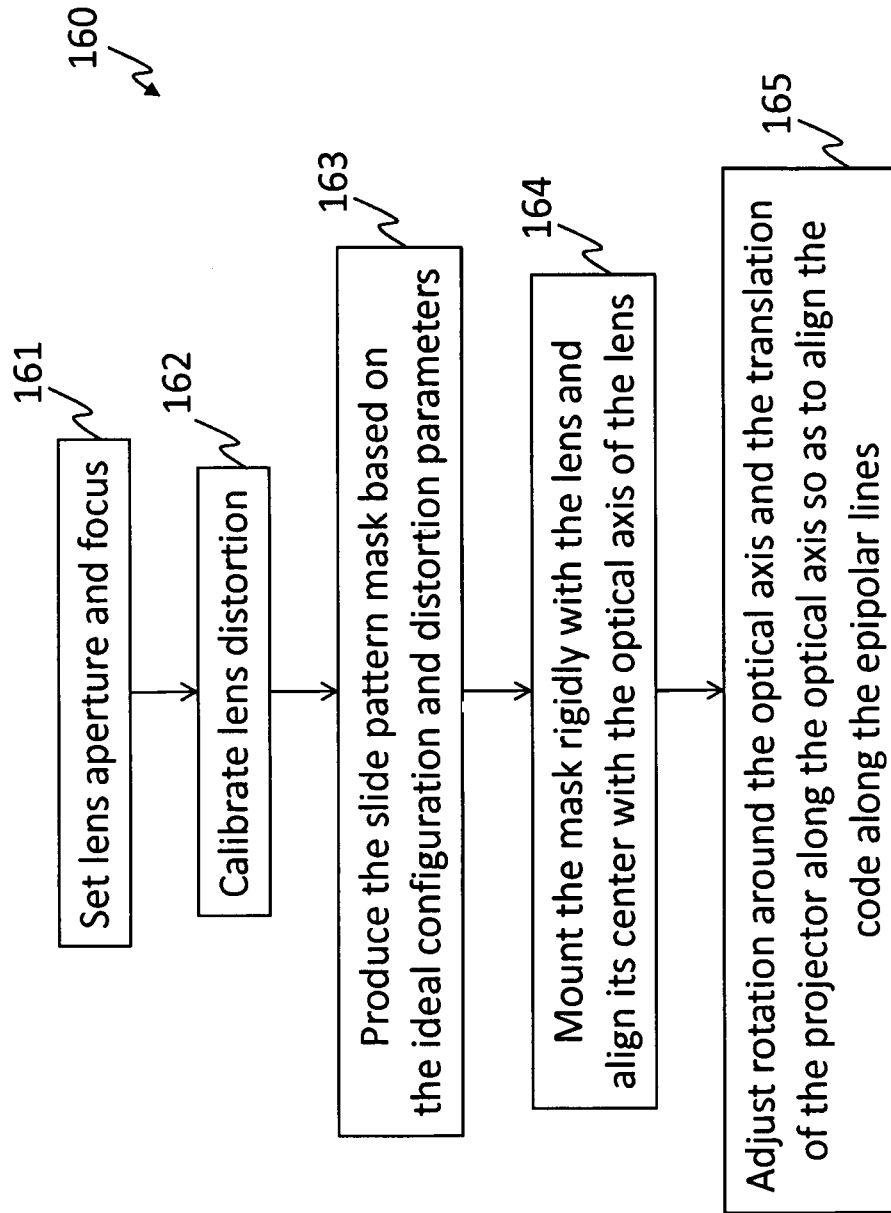 160
161
Set lens aperture and focus
162
Calibrate lens distortion
163
Produce the slide pattern mask based on
the ideal configuration and distortion parameters
164
Mount the mask rigidly with the lens and
align its center with the optical axis of the lens
165
Adjust rotation around the optical axis and the translation
of the projector along the optical axis so as to align the
code along the epipolar lines